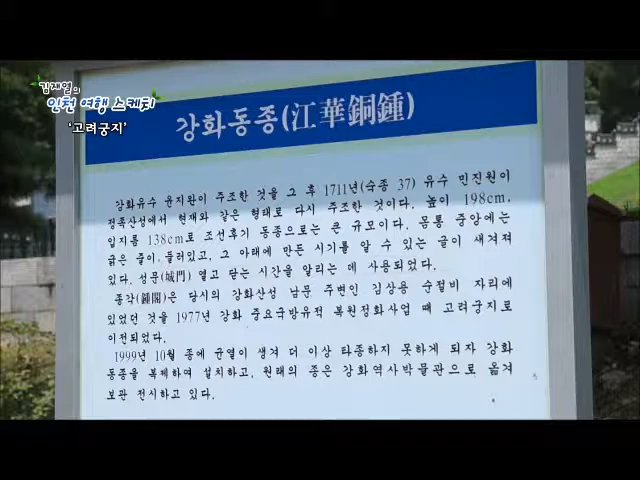 김재열의
인천 여행 스케치
'고려궁지'
강화동종(江華銅鍾)
강화유수 윤지완이 주조한 것을 그 후 1711년(숙종 37) 유수 민진원이
정족산성에서 현재와 같은 형태로 다시 주조한 것이다. 높이 198cm,
입지름 138cm로 조선후기 동종으로는 큰 규모이다. 몸통 중앙에는
굵은 줄이 둘러있고, 그 아래에 만든 시기를 알 수 있는 글이 새겨져
있다. 성문(城門) 열고 닫는 시간을 알리는 데 사용되었다.
종각(鍾閣)은 당시의 강화산성 남문 주변인 김상용 순절비 자리에
있었던 것을 1977년 강화 중요국방유적 복원정화사업 때 고려궁지로
이전되었다.
1999년 10월 종에 균열이 생겨 더 이상 타종하지 못하게 되자 강화
동종을 복제하여 설치하고, 원래의 종은 강화역사박물관으로 옮겨
보관 전시하고 있다.